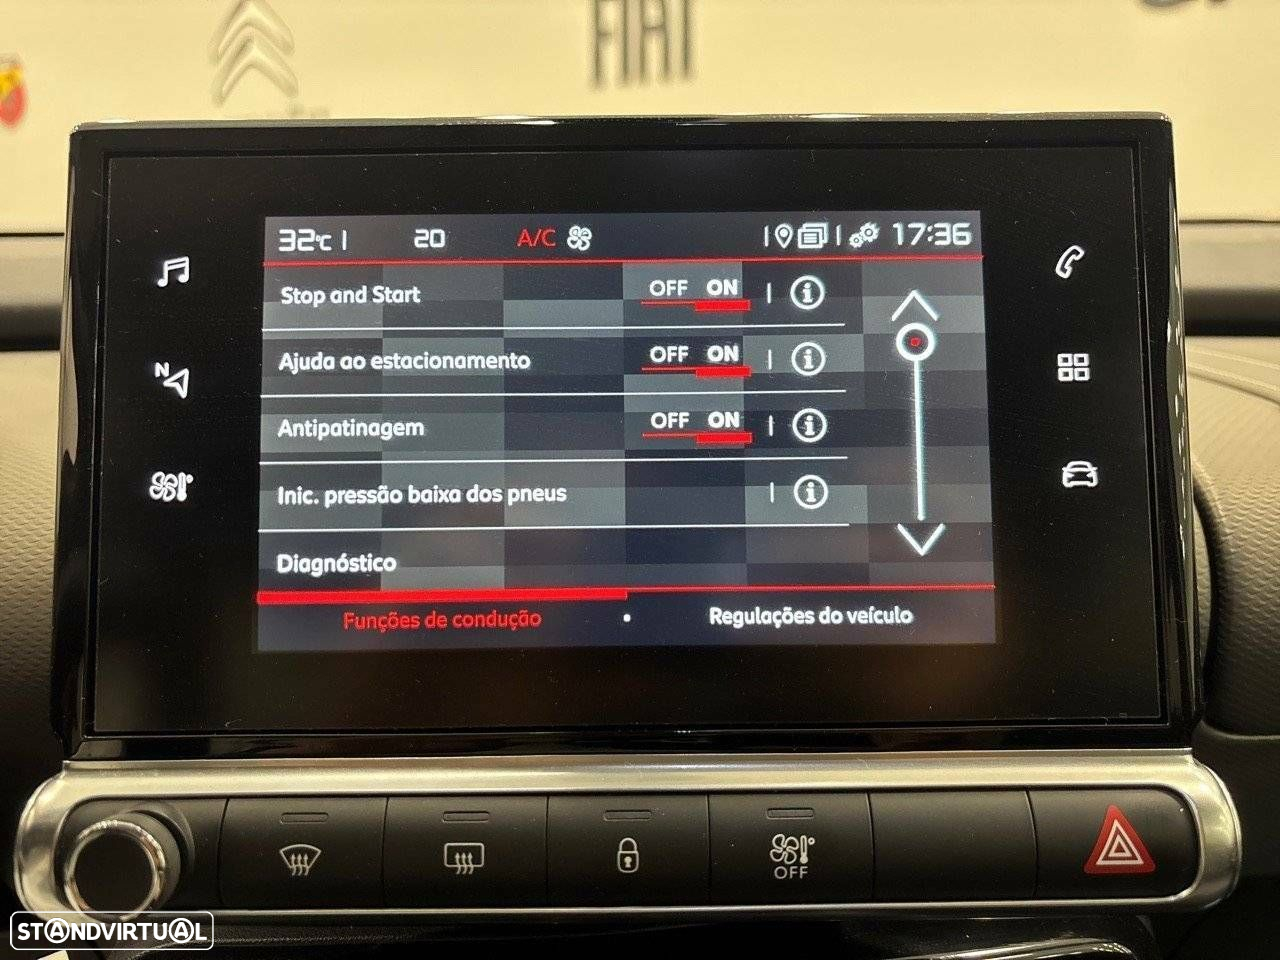 FIAT
32°C 20 A/C 17:36
Stop and Start OFF ON
Ajuda ao estacionamento OFF ON
Antipatinagem OFF ON
Inic. pressão baixa dos pneus
Diagnóstico
Funções de condução Regulações do veículo
N
OFF
STANDVIRTUAL